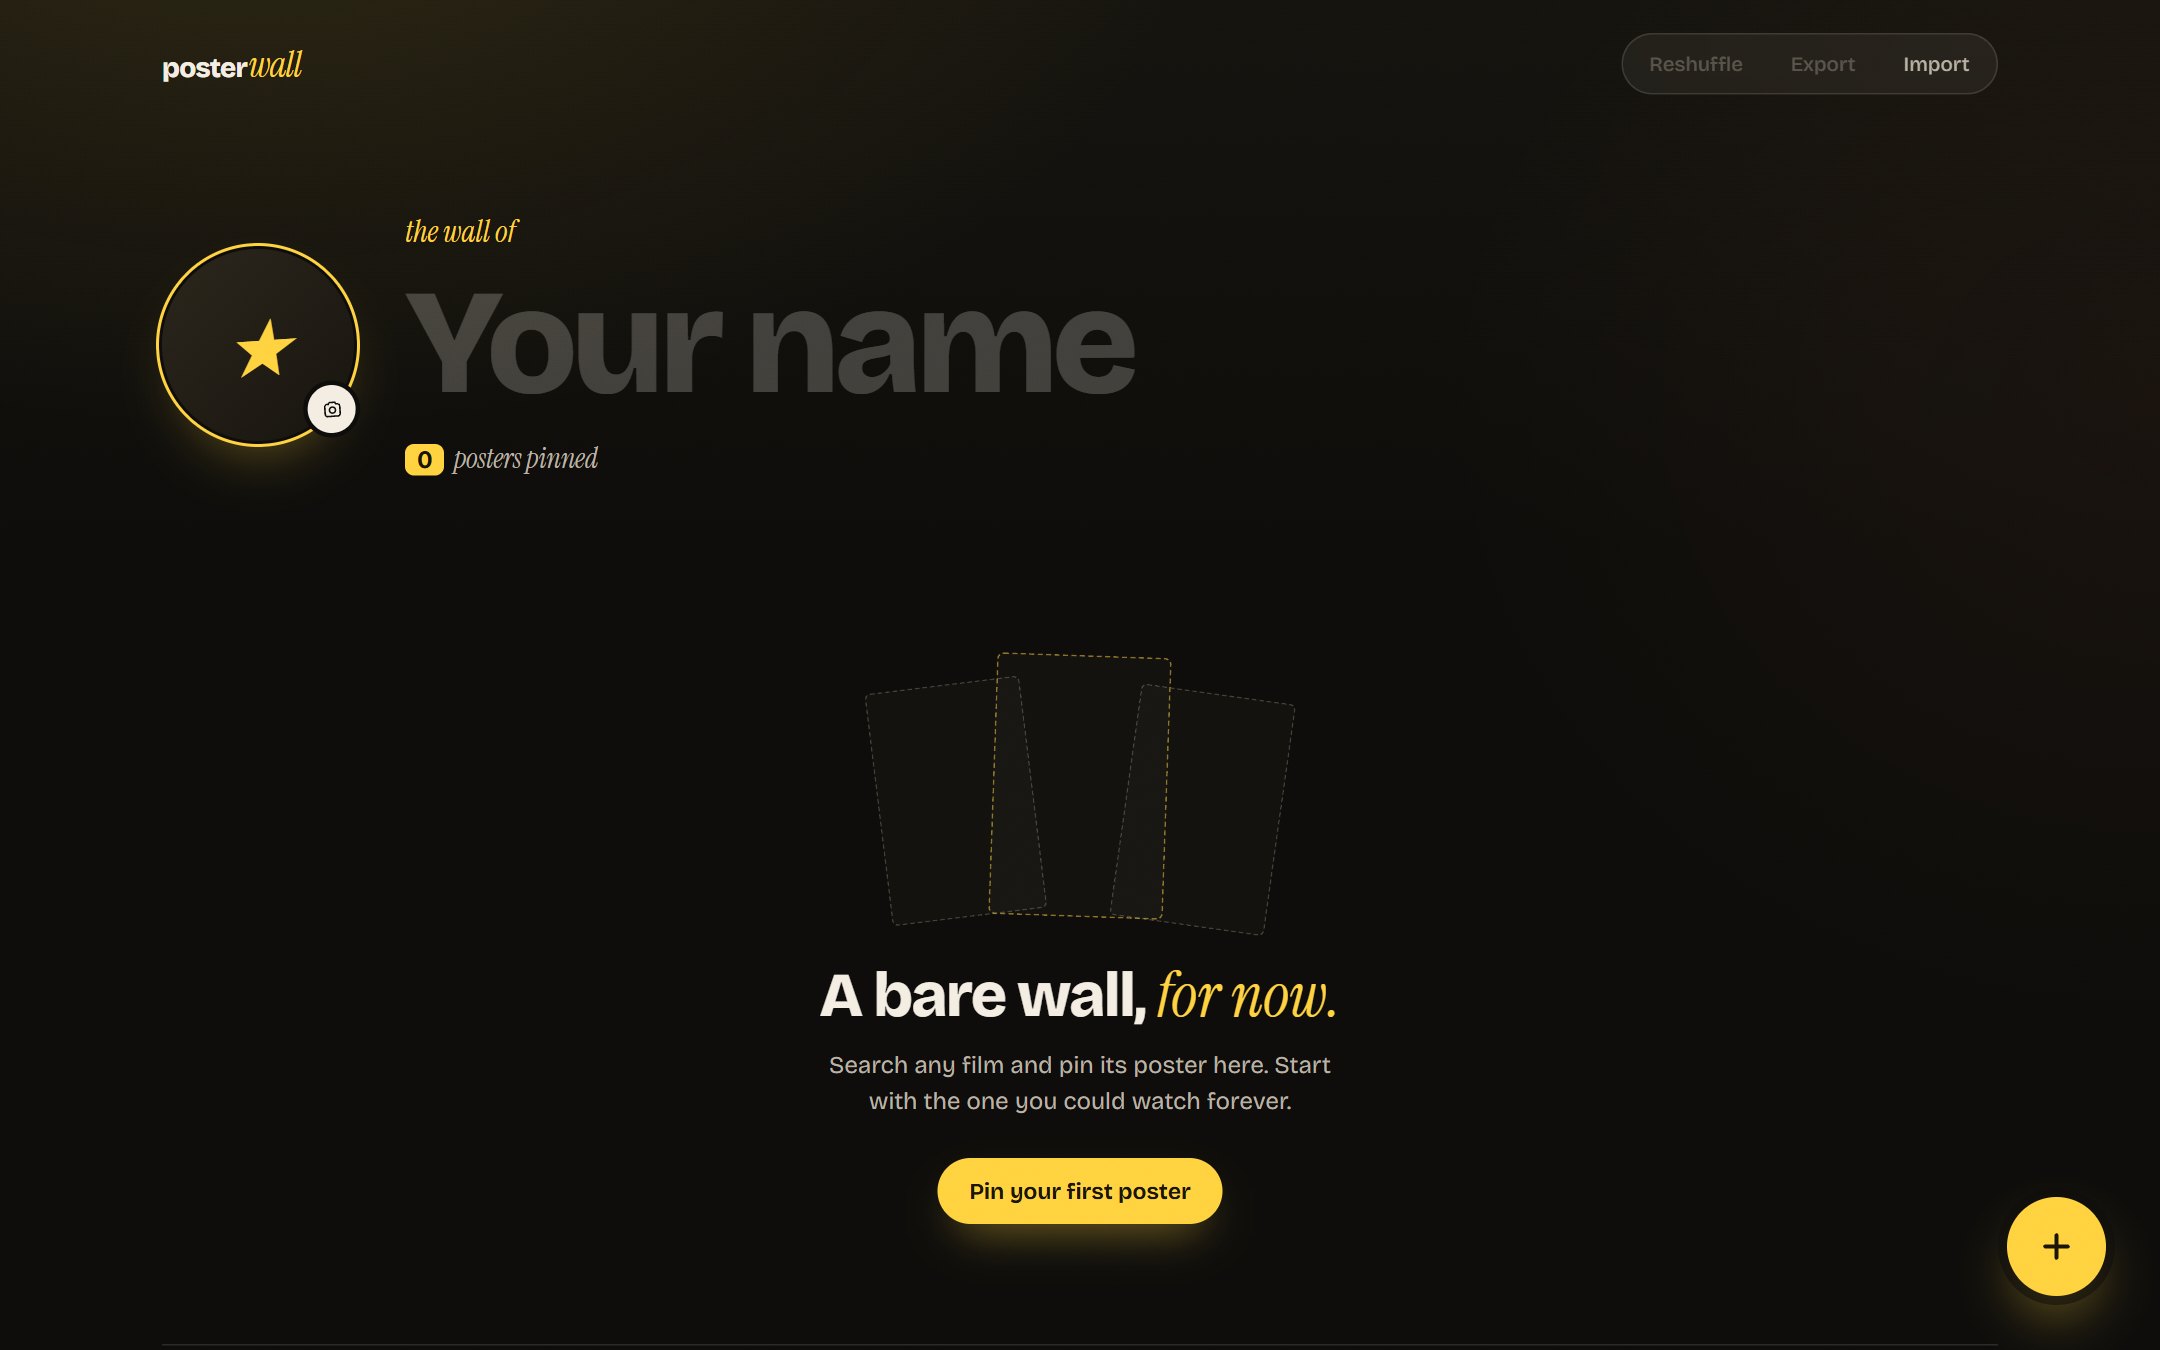 posterwall
Reshuffle Export Import
the wall of
Your name
0 posters pinned
A bare wall, for now.
Search any film and pin its poster here. Start
with the one you could watch forever.
Pin your first poster